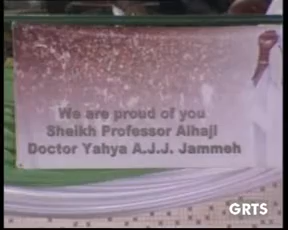 We are proud of you
Sheikh Professor Alhaji
Doctor Yahya A.J.J. Jammeh
GRTS